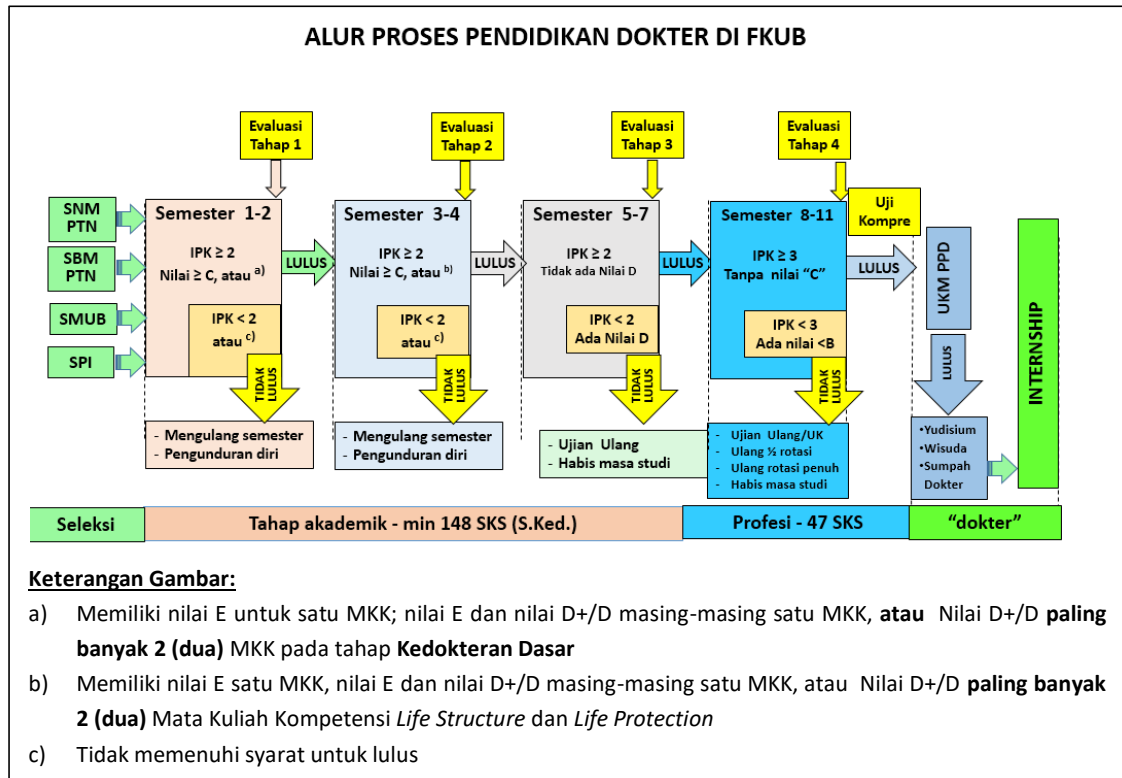 ALUR PROSES PENDIDIKAN DOKTER DI FKUB
Evaluasi
Tahap 1
Evaluasi
Tahap 2
Evaluasi
Tahap 3
Evaluasi
Tahap 4
SNM
PTN
SBM
PTN
SMUB
SPI
Semester 1-2
IPK ≥ 2
Nilai ≥ C, atau a)
IPK < 2
atau c)
LULUS
TIDAK
LULUS
- Mengulang semester
- Pengunduran diri
Semester 3-4
IPK ≥ 2
Nilai ≥ C, atau b)
IPK < 2
atau c)
LULUS
TIDAK
LULUS
- Mengulang semester
- Pengunduran diri
Semester 5-7
IPK ≥ 2
Tidak ada Nilai D
IPK < 2
Ada Nilai D
LULUS
TIDAK
LULUS
- Ujian Ulang
- Habis masa studi
Semester 8-11
IPK ≥ 3
Tanpa nilai “C”
IPK < 3
Ada nilai <B
Uji
Kompre
LULUS
TIDAK
LULUS
- Ujian Ulang/UK
- Ulang ½ rotasi
- Ulang rotasi penuh
- Habis masa studi
UKM PPD
LULUS
•Yudisium
•Wisuda
•Sumpah
Dokter
INTERNSHIP
Seleksi
Tahap akademik - min 148 SKS (S.Ked.)
Profesi - 47 SKS
“dokter”
Keterangan Gambar:
a) Memiliki nilai E untuk satu MKK; nilai E dan nilai D+/D masing-masing satu MKK, atau Nilai D+/D paling
banyak 2 (dua) MKK pada tahap Kedokteran Dasar
b) Memiliki nilai E satu MKK, nilai E dan nilai D+/D masing-masing satu MKK, atau Nilai D+/D paling banyak
2 (dua) Mata Kuliah Kompetensi Life Structure dan Life Protection
c) Tidak memenuhi syarat untuk lulus